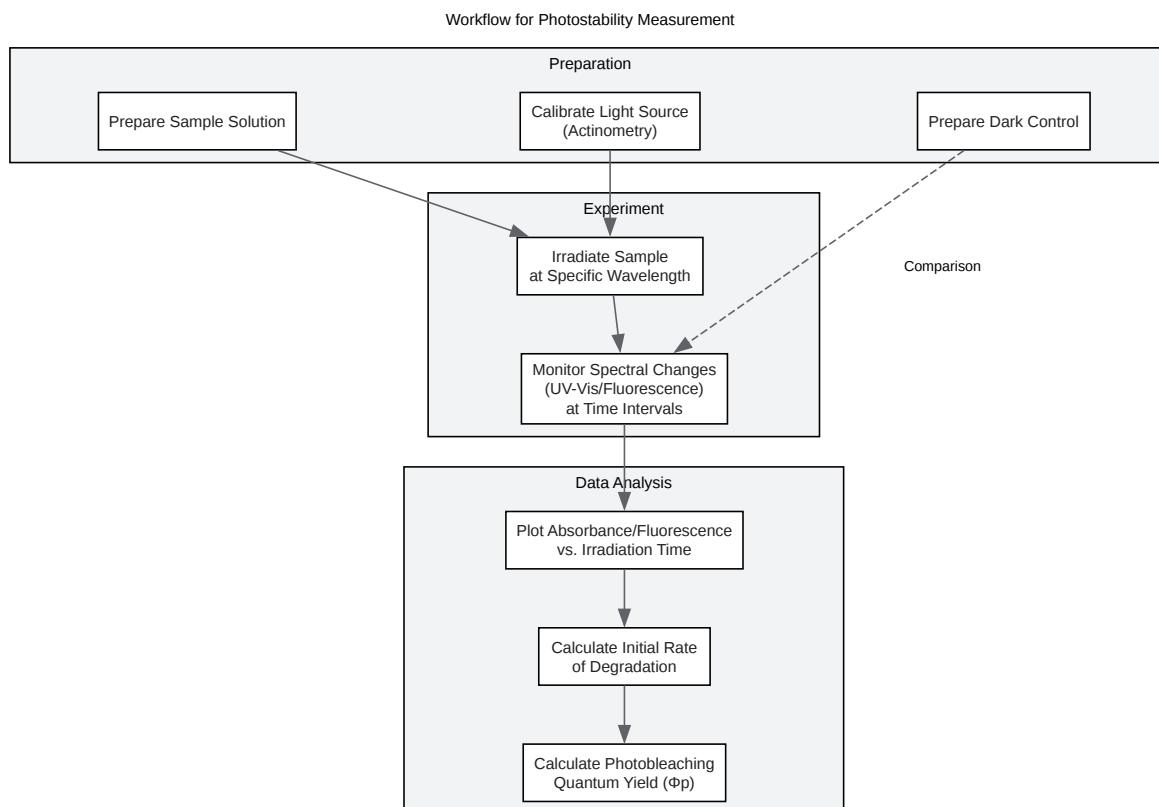 Workflow for Photostability Measurement
Preparation
Prepare Sample Solution
Calibrate Light Source
(Actinometry)
Prepare Dark Control
Experiment
Irradiate Sample
at Specific Wavelength
Comparison
Monitor Spectral Changes
(UV-Vis/Fluorescence)
at Time Intervals
Data Analysis
Plot Absorbance/Fluorescence
vs. Irradiation Time
Calculate Initial Rate
of Degradation
Calculate Photobleaching
Quantum Yield (Φp)